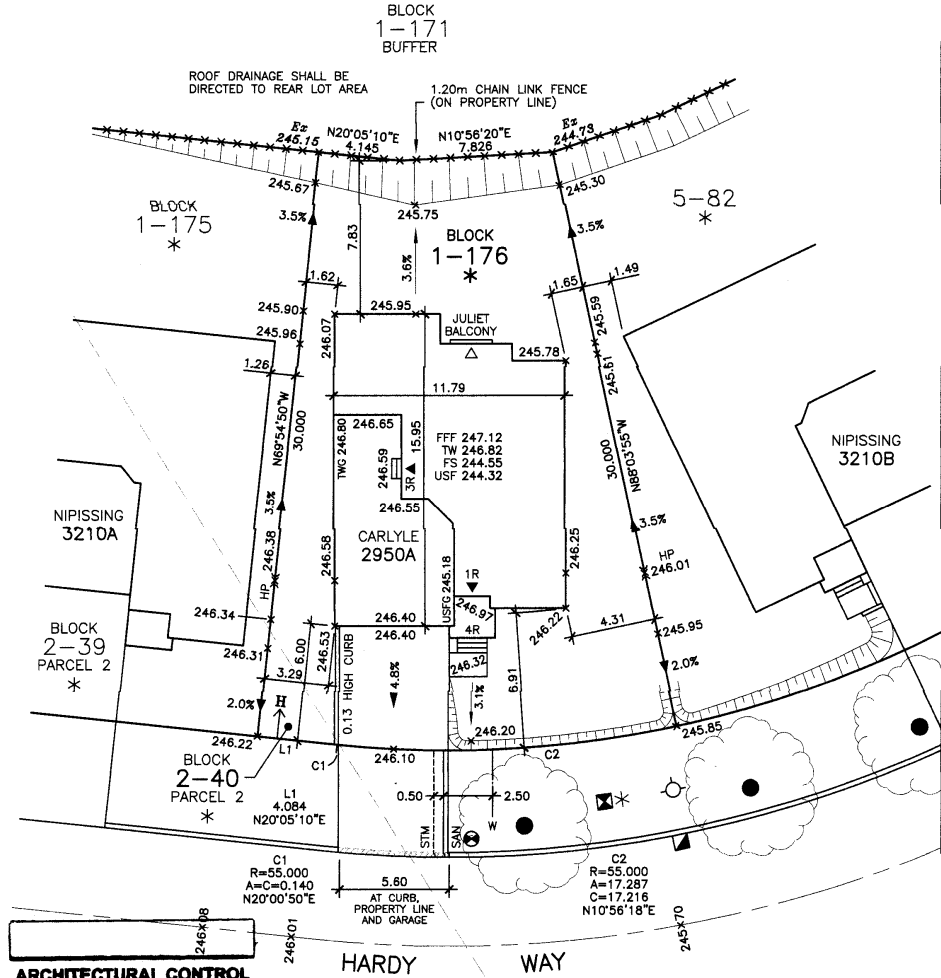 BLOCK
1-171
BUFFER
ROOF DRAINAGE SHALL BE
DIRECTED TO REAR LOT AREA
1.20m CHAIN LINK FENCE
(ON PROPERTY LINE)
Ex
245.15
N20°05'10"E
4.145
N10°56'20"E
7.826
Ex
244.73
245.67
245.75
245.30
BLOCK
1-175
*
3.5%
7.83
3.6%
BLOCK
1-176
*
3.5%
5-82
*
1.62
1.65
1.49
245.90
245.96
246.07
245.95
JULIET
BALCONY
245.78
245.59
245.61
1.26
11.79
N69°54'50"W
30.000
TWG 246.80
246.65
246.59
3R
15.95
FFF 247.12
TW 246.82
FS 244.55
USF 244.32
N88°03'55"W
30.000
NIPISSING
3210B
NIPISSING
3210A
3.5%
246.38
HP
246.58
246.55
CARLYLE
2950A
USFG 245.18
1R
246.97
246.25
3.5%
HP
246.01
246.34
246.31
246.40
246.40
4R
246.22
4.31
245.95
BLOCK
2-39
PARCEL 2
*
6.00
246.53
3.29
0.13 HIGH CURB
4.8%
246.32
3.1%
6.91
2.0%
2.0%
H
246.22
L1
C1
246.10
246.20
C2
245.85
BLOCK
2-40
PARCEL 2
*
L1
4.084
N20°05'10"E
0.50
2.50
STM
SAN
W
*
C1
R=55.000
A=C=0.140
N20°00'50"E
5.60
AT CURB,
PROPERTY LINE
AND GARAGE
C2
R=55.000
A=17.287
C=17.216
N10°56'18"E
246x08
246x01
245x70
HARDY WAY
ARCHITECTURAL CONTROL